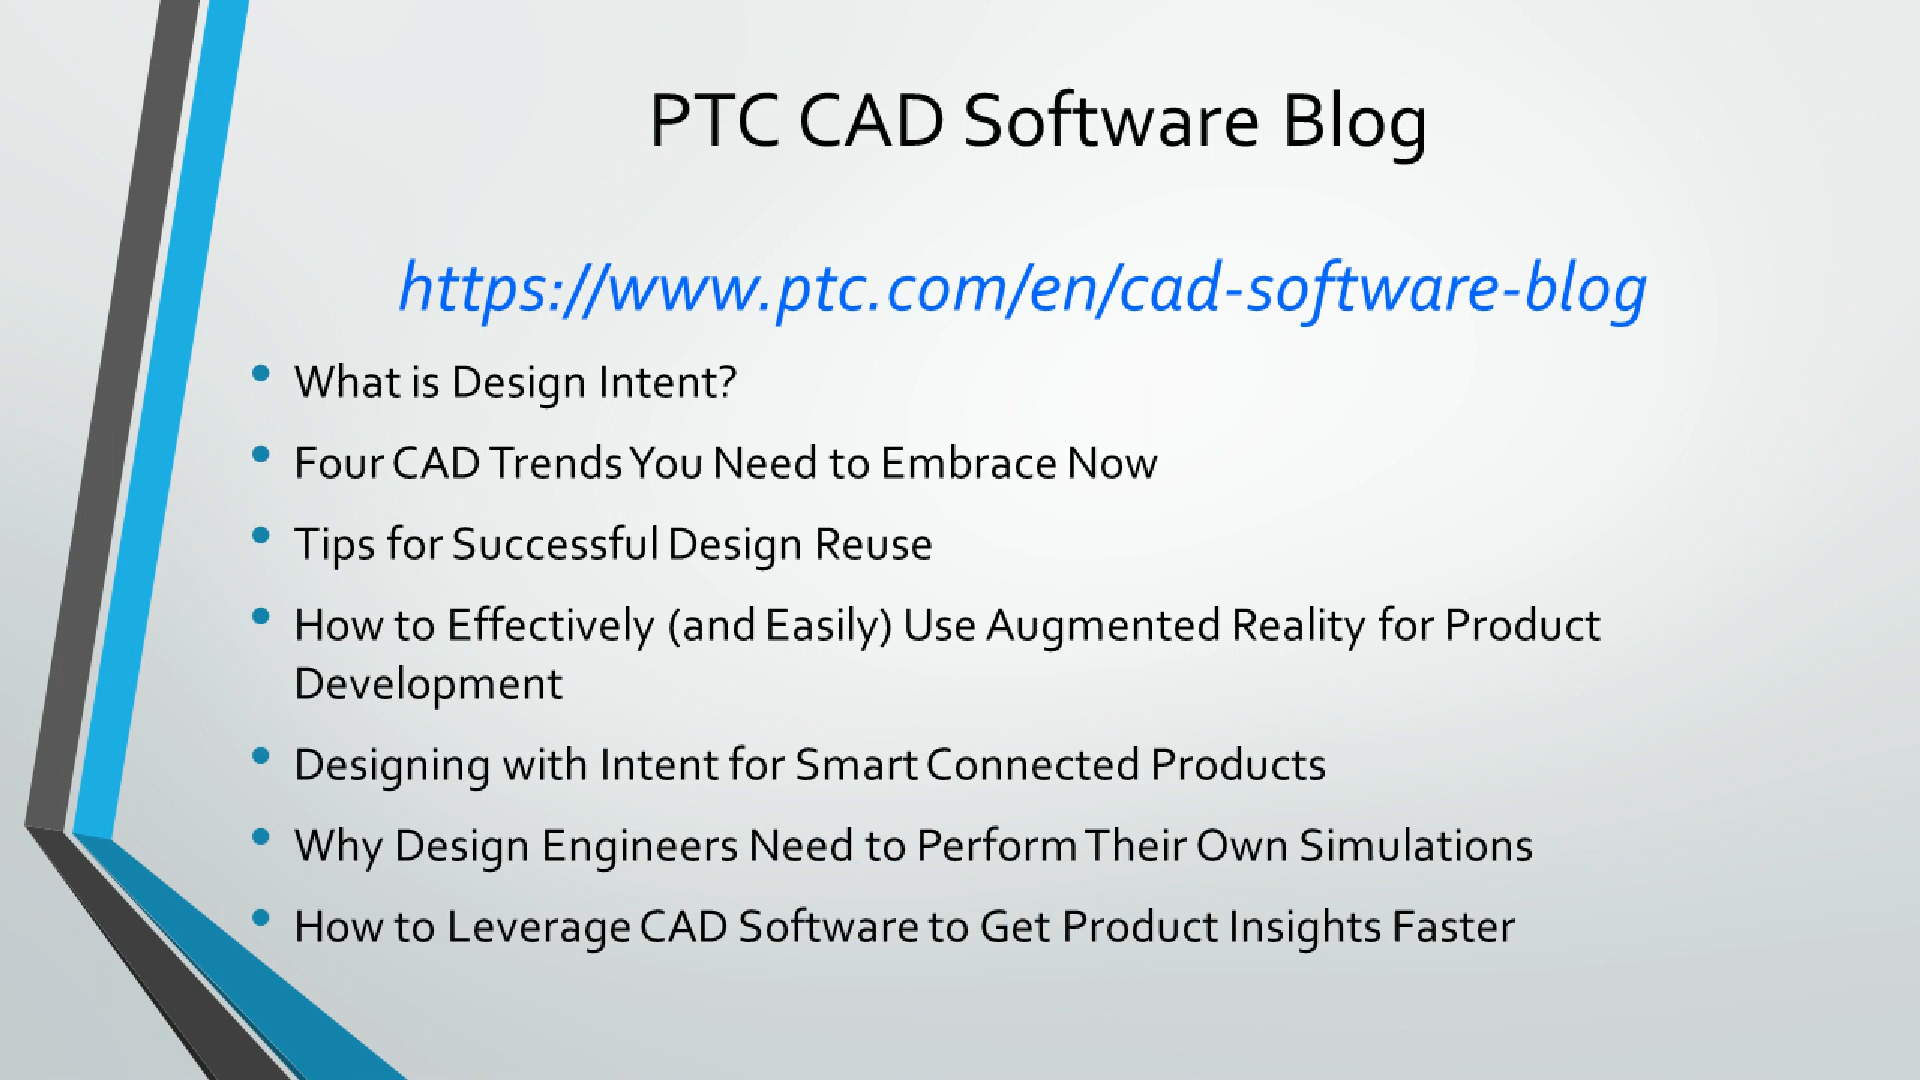 PTC CAD Software Blog
https://www.ptc.com/en/cad-software-blog
• What is Design Intent?
• Four CAD Trends You Need to Embrace Now
• Tips for Successful Design Reuse
• How to Effectively (and Easily) Use Augmented Reality for Product
Development
• Designing with Intent for Smart Connected Products
• Why Design Engineers Need to Perform Their Own Simulations
• How to Leverage CAD Software to Get Product Insights Faster